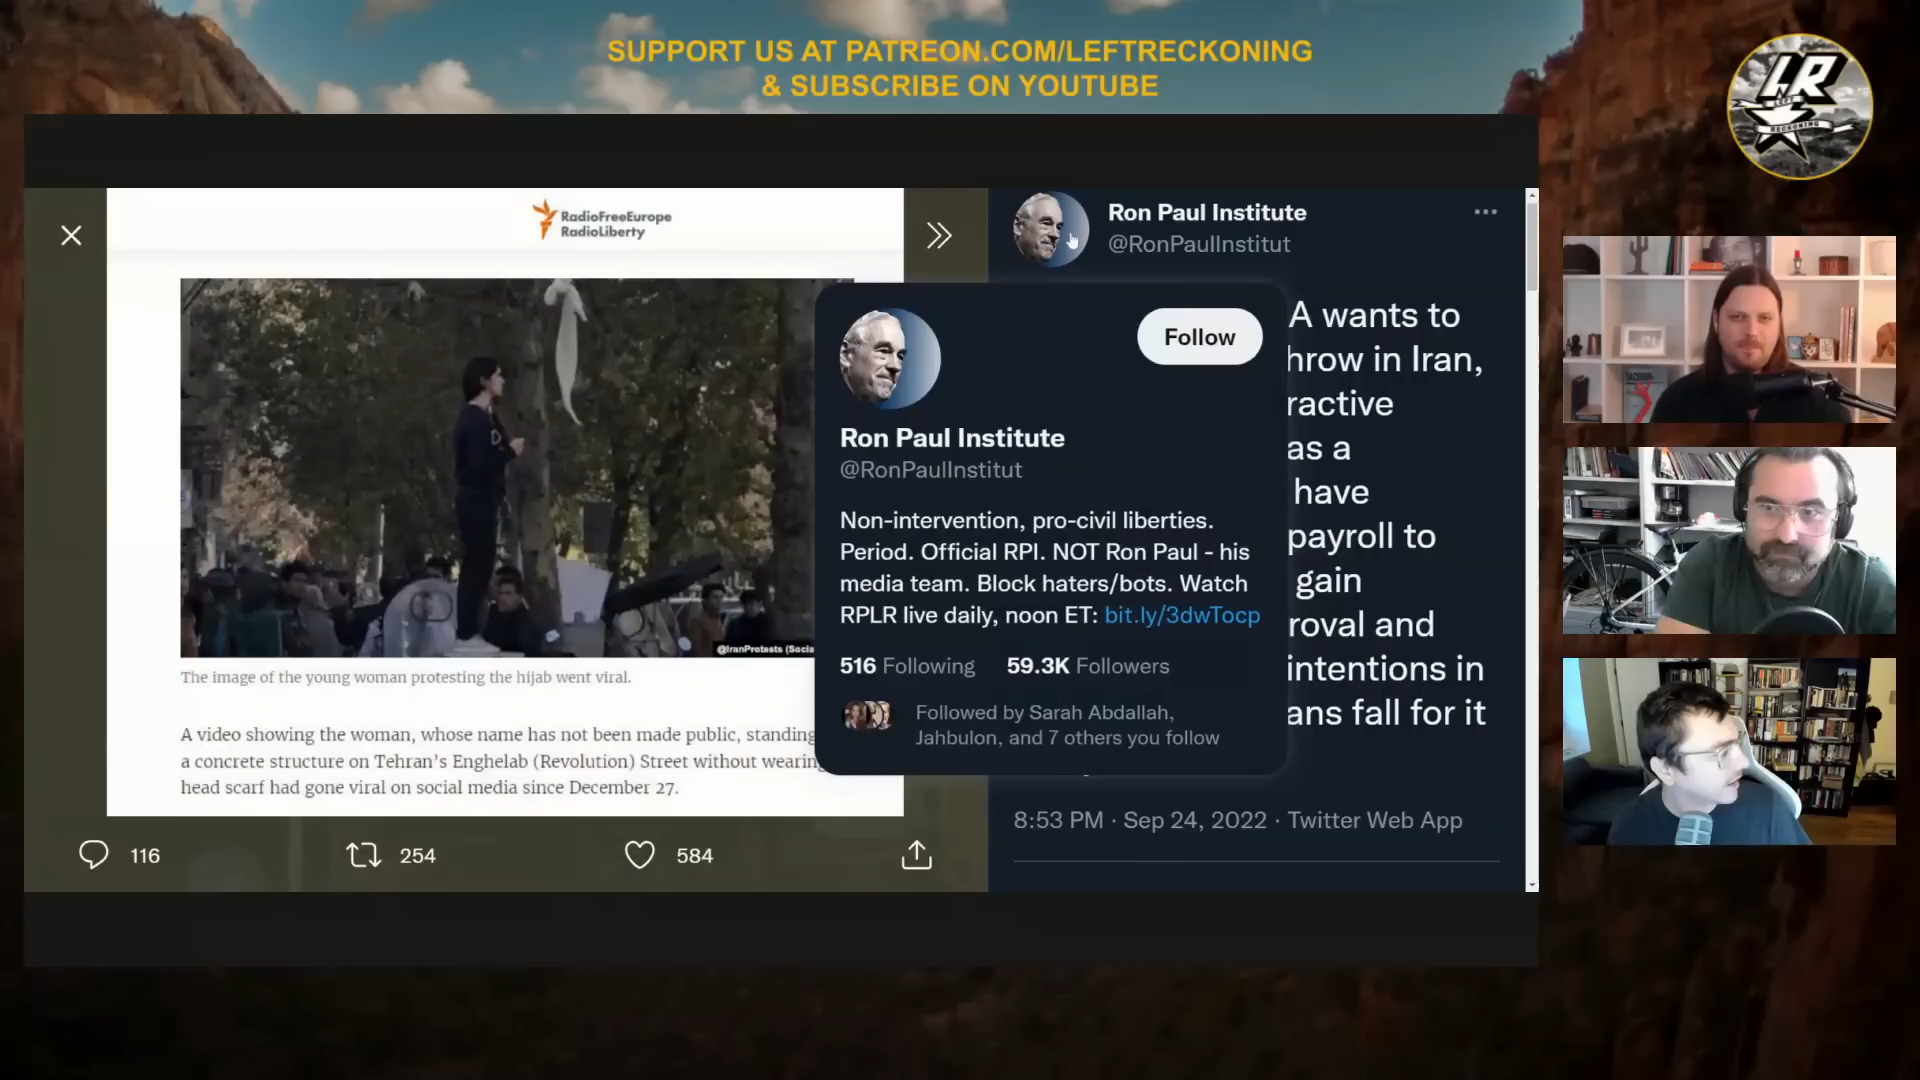 SUPPORT US AT PATREON.COM/LEFTRECKONING
& SUBSCRIBE ON YOUTUBE
LR
LEFT
RECKONING
RadioFreeEurope
RadioLiberty
@IranProtests (Socia
The image of the young woman protesting the hijab went viral.
A video showing the woman, whose name has not been made public, standing
a concrete structure on Tehran's Enghelab (Revolution) Street without wearing
head scarf had gone viral on social media since December 27.
116
254
584
Ron Paul Institute
@RonPaulInstitut
A wants to
hrow in Iran,
ractive
as a
have
payroll to
gain
roval and
intentions in
ans fall for it
8:53 PM · Sep 24, 2022 · Twitter Web App
Follow
Ron Paul Institute
@RonPaulInstitut
Non-intervention, pro-civil liberties.
Period. Official RPI. NOT Ron Paul - his
media team. Block haters/bots. Watch
RPLR live daily, noon ET: bit.ly/3dwTocp
516 Following 59.3K Followers
Followed by Sarah Abdallah,
Jahbulon, and 7 others you follow
JACOBIN